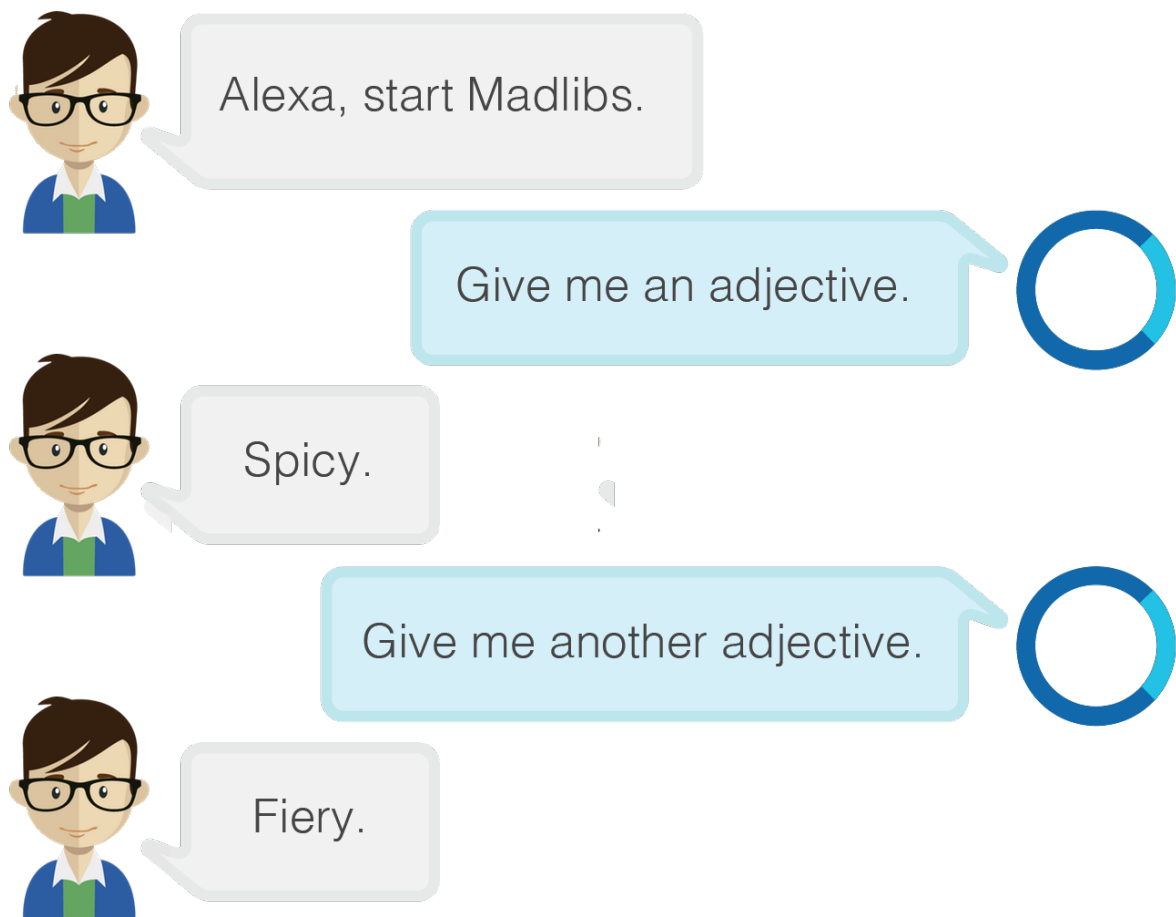 Alexa, start Madlibs.
Give me an adjective.
Spicy.
Give me another adjective.
Fiery.